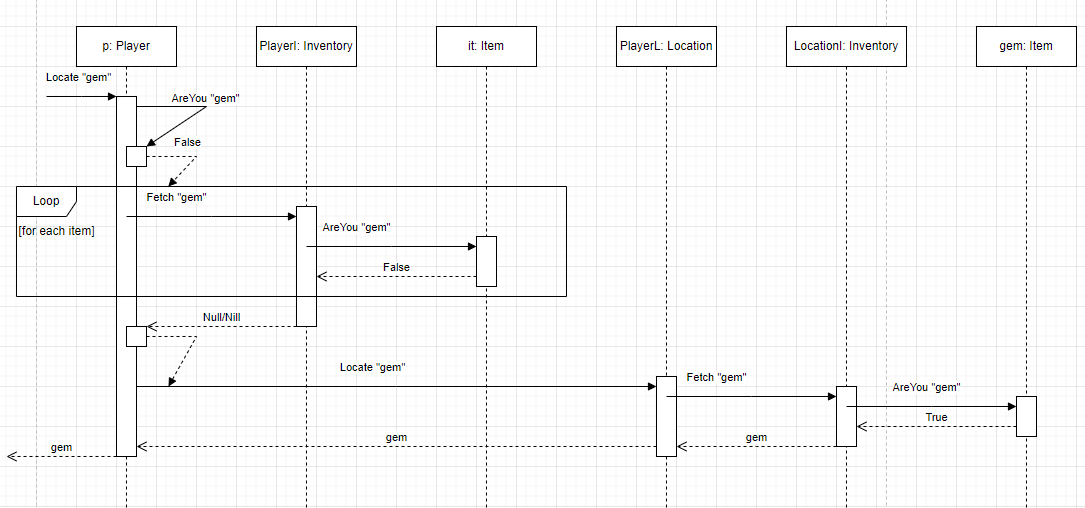 p: Player
PlayerI: Inventory
it: Item
PlayerL: Location
LocationI: Inventory
gem: Item
Locate "gem"
AreYou "gem"
False
Loop
Fetch "gem"
[for each item]
AreYou "gem"
False
Null/Nill
Locate "gem"
Fetch "gem"
AreYou "gem"
True
gem
gem
gem